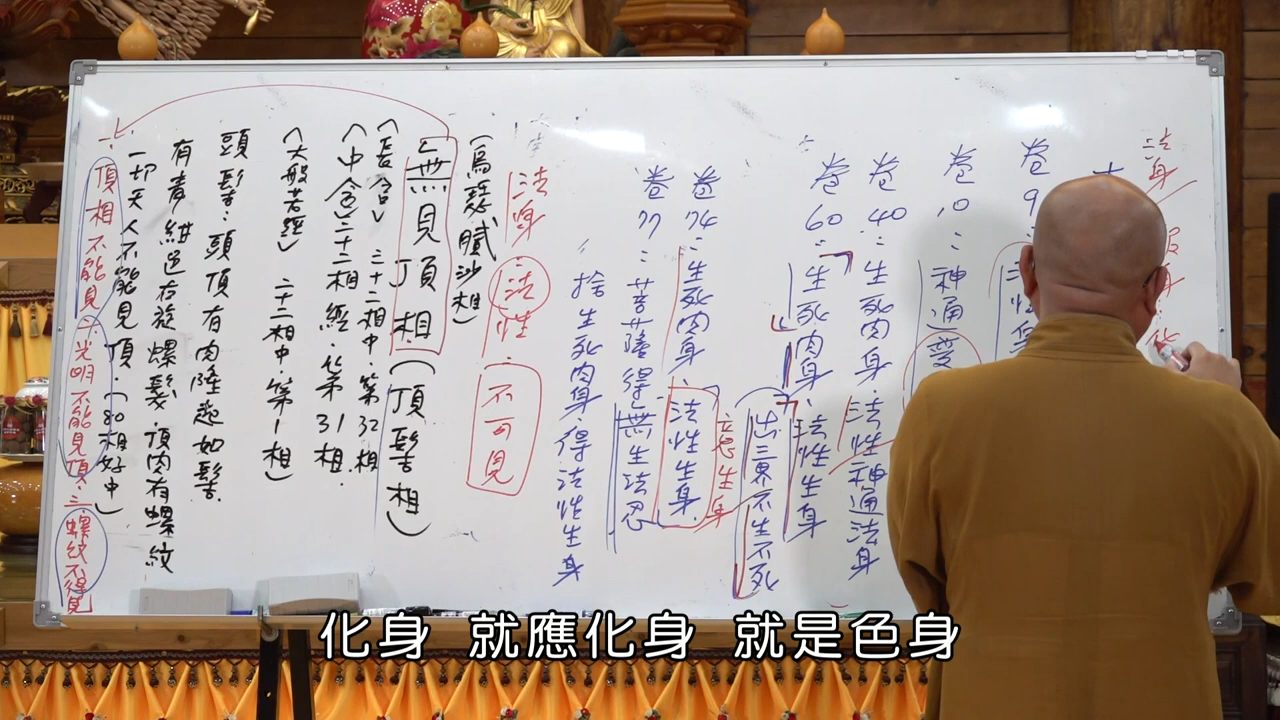 法身 報身 化
卷9：
卷10：神通變
卷40：生死肉身 法性神通法身
卷60：生死肉身 法性生身
出三界不生不死
意生身
卷74：生死肉身 法性生身
卷77：菩薩得無生法忍
捨生死肉身 得法性生身
法身 法性 不可見
(烏瑟膩沙相)
無見頂相(頂髻相)
(長含) 三十二相中 第32相
(中含)三十二相經 第31相
(大般若經) 三十二相中 第1相)
頭髻：頭頂有肉隆起如髻
有青紺色右旋螺髮 頂肉有螺紋
一切天人不能見頂 (80相好中)
一 頂相不能見 二 光明不能見頂 三 螺紋不得見
化身 就應化身 就是色身